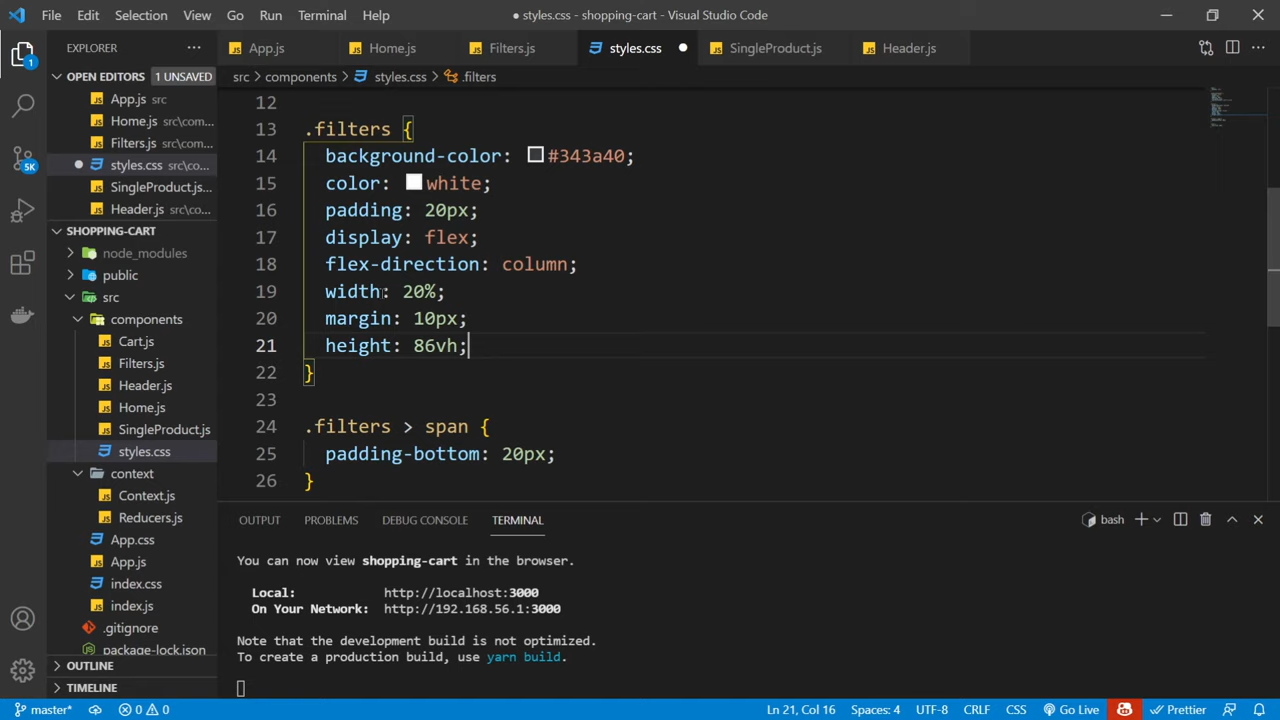 File Edit Selection View Go Run Terminal Help
● styles.css - shopping-cart - Visual Studio Code
EXPLORER
OPEN EDITORS 1 UNSAVED
App.js src
Home.js src\com...
Filters.js src\co...
styles.css src\co...
SingleProduct.js...
Header.js src\co...
SHOPPING-CART
node_modules
public
src
components
Cart.js
Filters.js
Header.js
Home.js
SingleProduct.js
styles.css
context
Context.js
Reducers.js
App.css
App.js
index.css
index.js
.gitignore
package-lock.json
OUTLINE
TIMELINE
1
5K
App.js Home.js Filters.js styles.css SingleProduct.js Header.js
src > components > styles.css > .filters
12
13 .filters {
14 background-color: #343a40;
15 color: white;
16 padding: 20px;
17 display: flex;
18 flex-direction: column;
19 width: 20%;
20 margin: 10px;
21 height: 86vh;
22 }
23
24 .filters > span {
25 padding-bottom: 20px;
26 }
OUTPUT PROBLEMS DEBUG CONSOLE TERMINAL
bash
You can now view shopping-cart in the browser.
Local: http://localhost:3000
On Your Network: http://192.168.56.1:3000
Note that the development build is not optimized.
To create a production build, use yarn build.
master* 0 0 Ln 21, Col 16 Spaces: 4 UTF-8 CRLF CSS Go Live Prettier